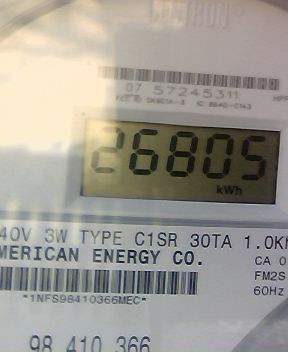 CENTRON®
07 57245311
26805
kWh
40V 3W TYPE C1SR 30TA 1.0K
MERICAN ENERGY CO.
CA 0
FM2S
60Hz
*1NFS98410366MEC*
98 410 366